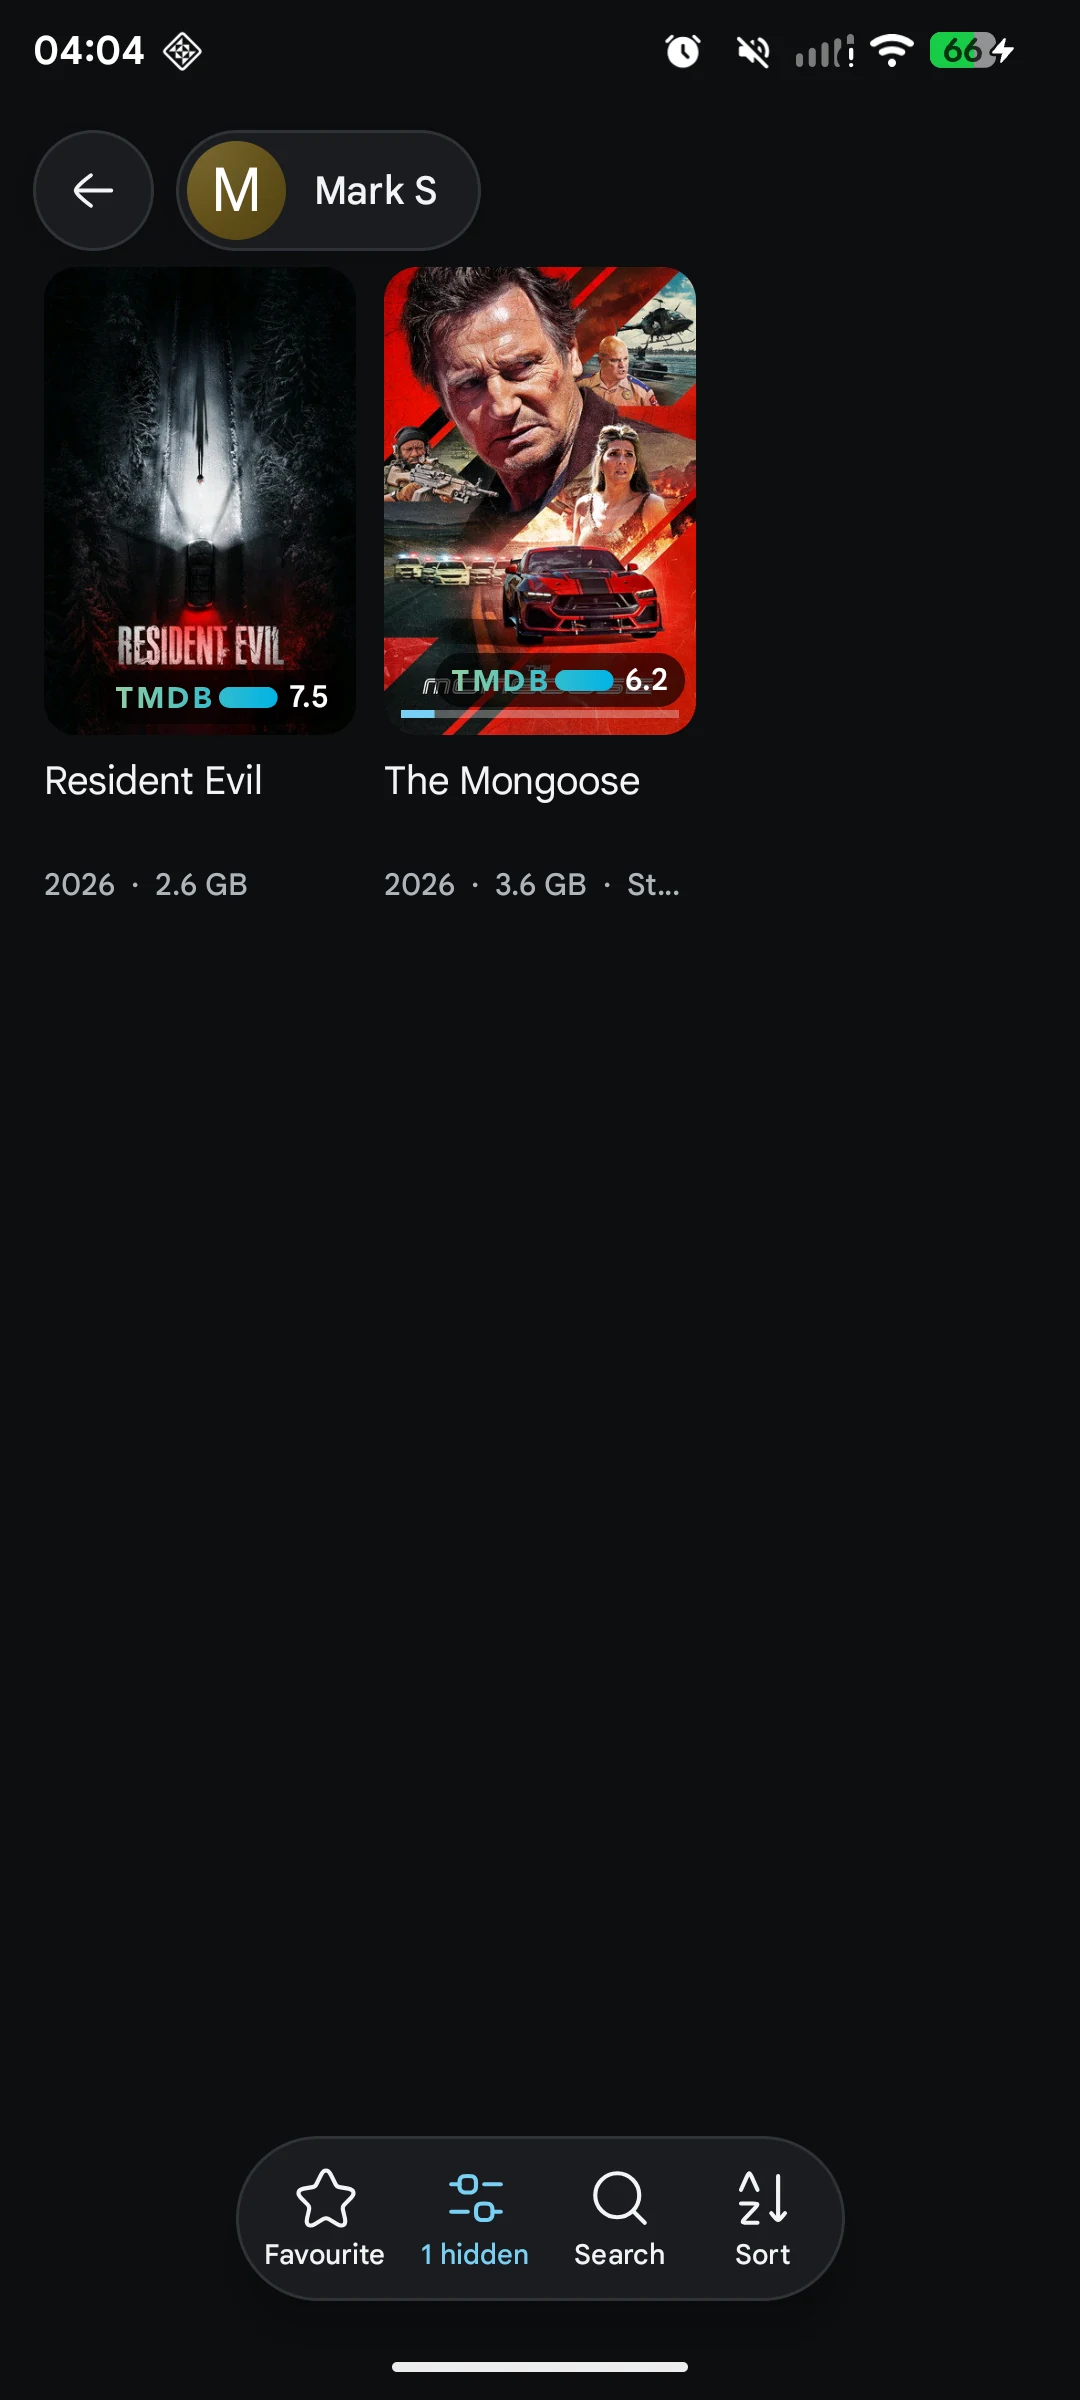 04:04
66
M
Mark S
RESIDENT EVIL
TMDB 7.5
TMDB 6.2
Resident Evil
The Mongoose
2026 · 2.6 GB
2026 · 3.6 GB · St...
Favourite
1 hidden
Search
Sort